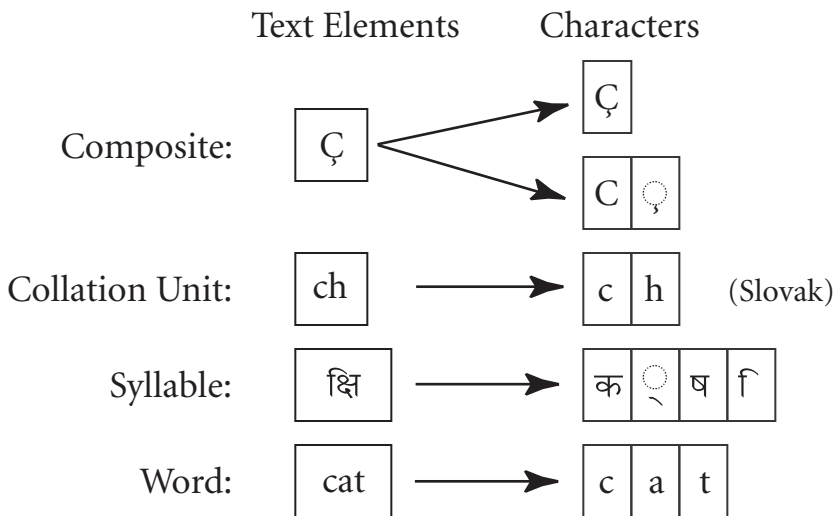 Text Elements Characters
Ç
Composite: Ç
C ◌̧
Collation Unit: ch c h (Slovak)
Syllable: क्षि क ◌् ष ि
Word: cat c a t